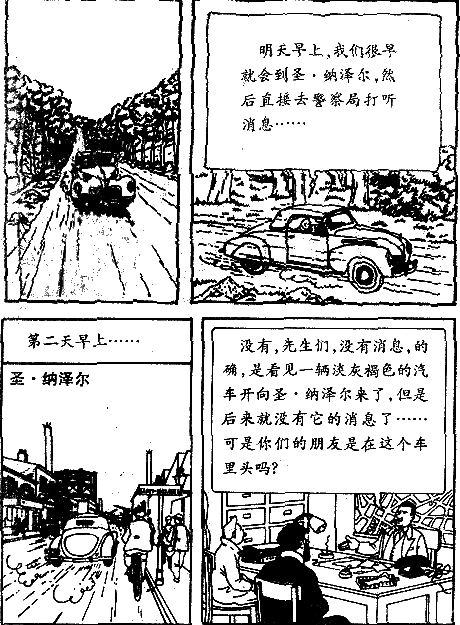 明天早上,我们很早
就会到圣·纳泽尔,然
后直接去警察局打听
消息……
第二天早上……
圣·纳泽尔
没有,先生们,没有消息,的
确,是看见一辆淡灰褐色的汽
车开向圣·纳泽尔来了,但是
后来就没有它的消息了……
可是你们的朋友是在这个车
里头吗?